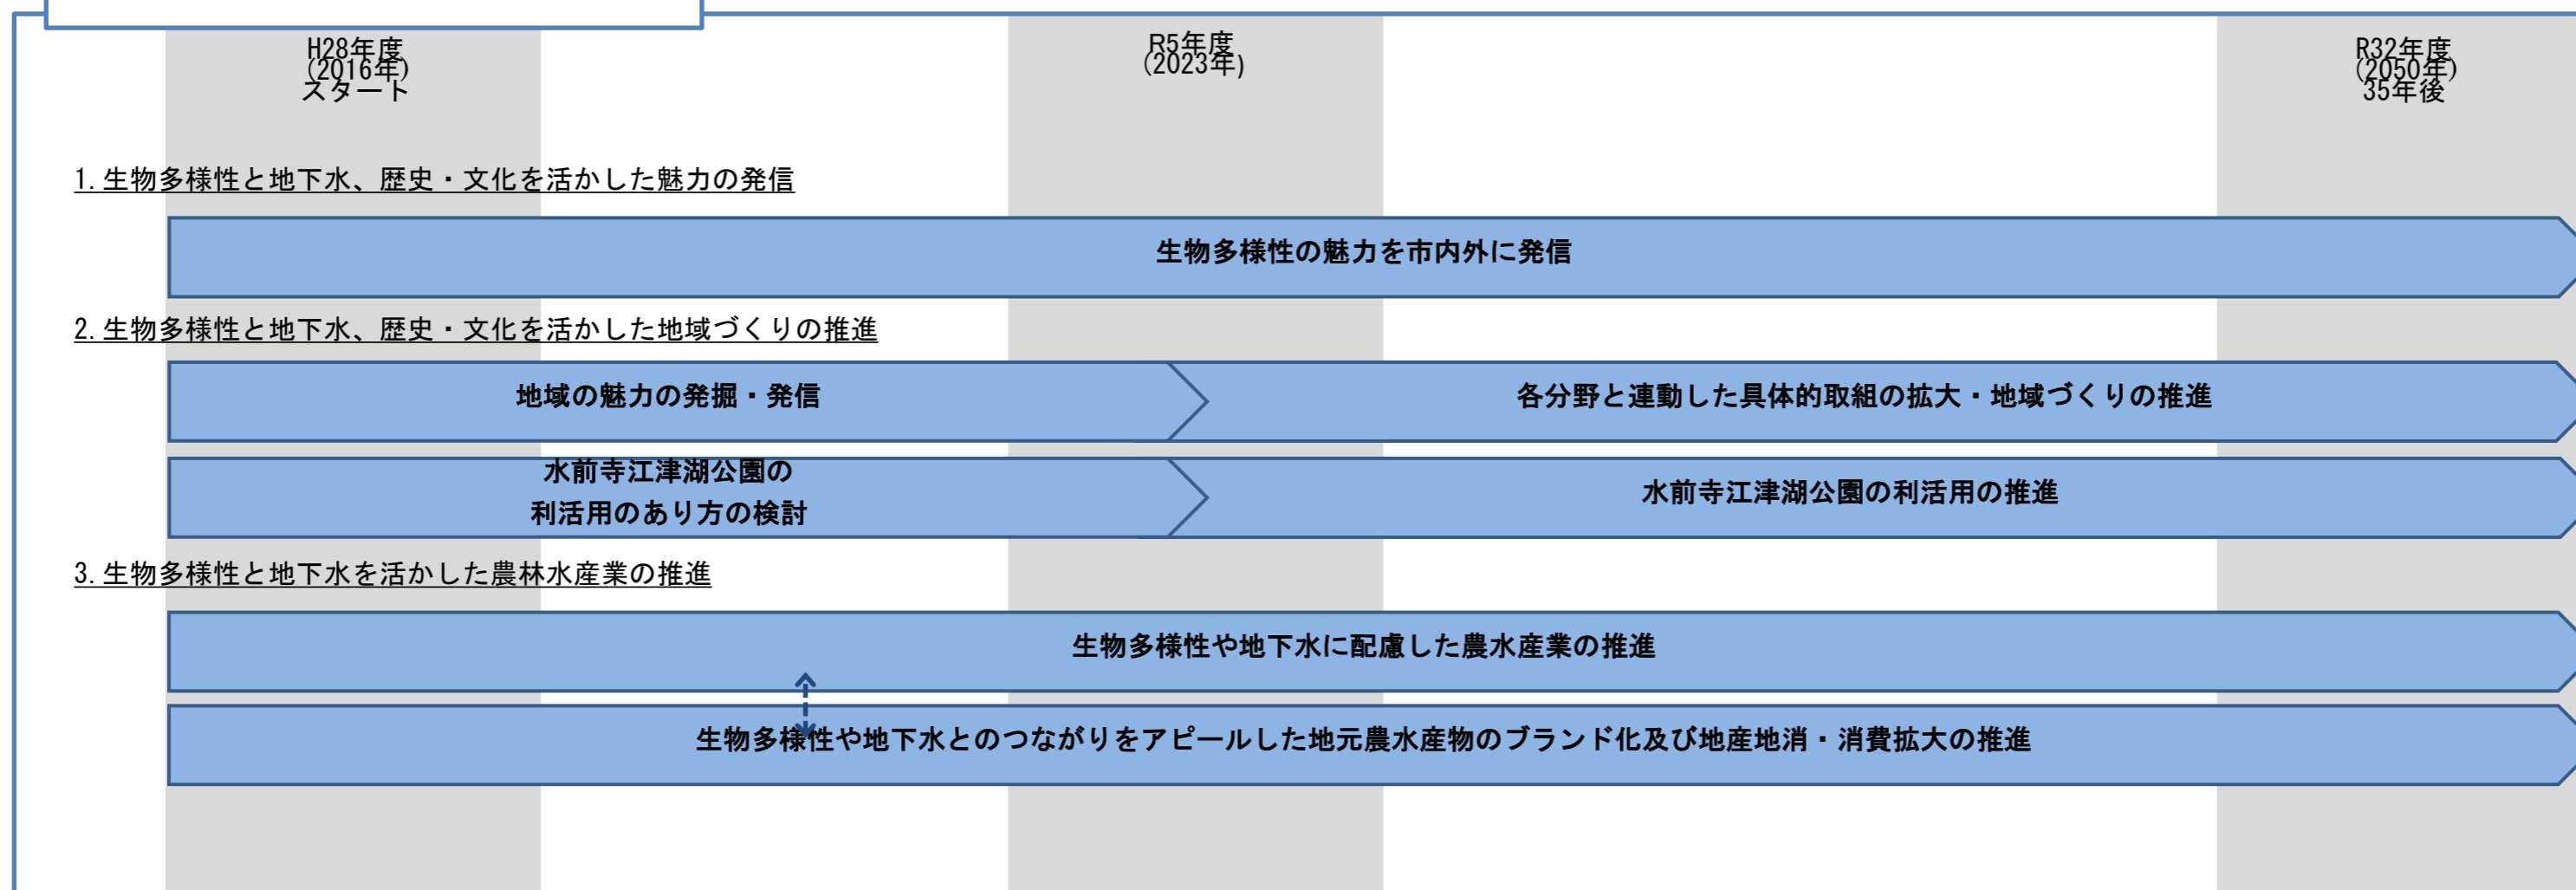 H28年度
(2016年)
スタート
R5年度
(2023年)
R32年度
(2050年)
35年後
1.生物多様性と地下水、歴史・文化を活かした魅力の発信
生物多様性の魅力を市内外に発信
2.生物多様性と地下水、歴史・文化を活かした地域づくりの推進
地域の魅力の発掘・発信
各分野と連動した具体的取組の拡大・地域づくりの推進
水前寺江津湖公園の
利活用のあり方の検討
水前寺江津湖公園の利活用の推進
3.生物多様性と地下水を活かした農林水産業の推進
生物多様性や地下水に配慮した農水産業の推進
生物多様性や地下水とのつながりをアピールした地元農水産物のブランド化及び地産地消・消費拡大の推進